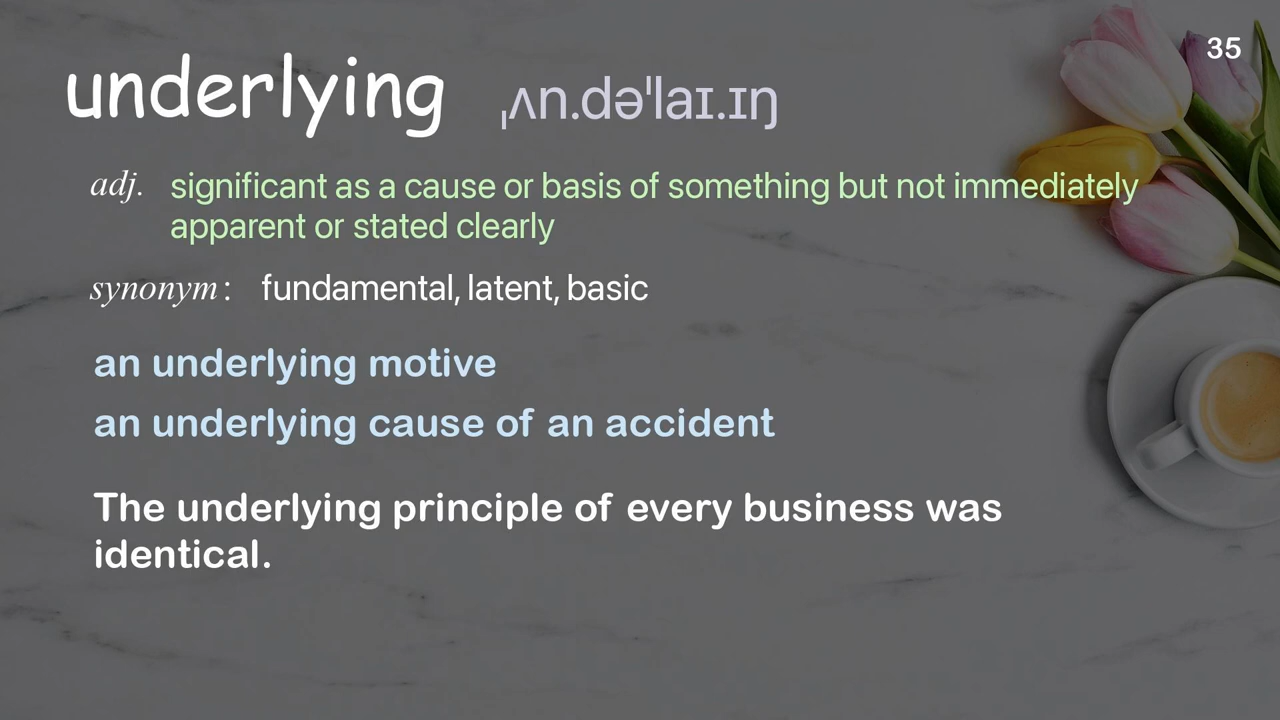 35
underlying ˌʌn.dəˈlaɪ.ɪŋ
adj. significant as a cause or basis of something but not immediately
apparent or stated clearly
synonym: fundamental, latent, basic
an underlying motive
an underlying cause of an accident
The underlying principle of every business was
identical.